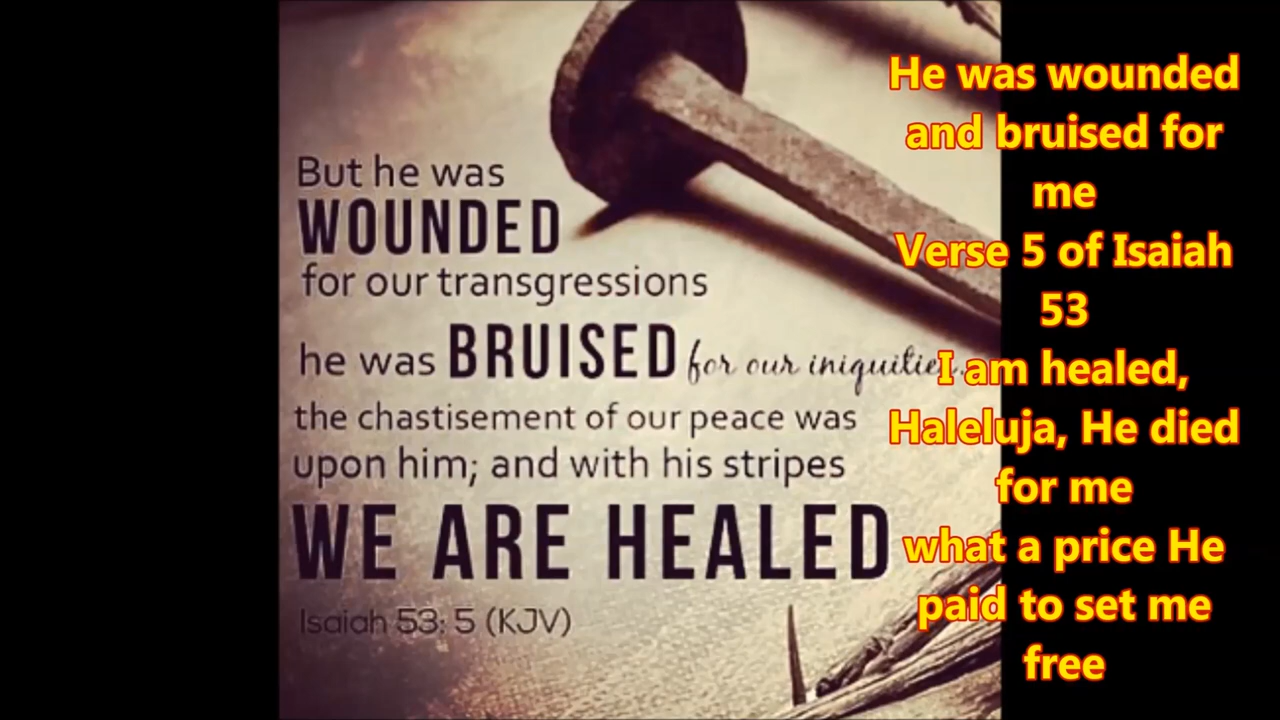 But he was
WOUNDED
for our transgressions
he was BRUISED for our iniquities.
the chastisement of our peace was
upon him; and with his stripes
WE ARE HEALED
Isaiah 53: 5 (KJV)
He was wounded
and bruised for
me
Verse 5 of Isaiah
53
I am healed,
Haleluja, He died
for me
what a price He
paid to set me
free